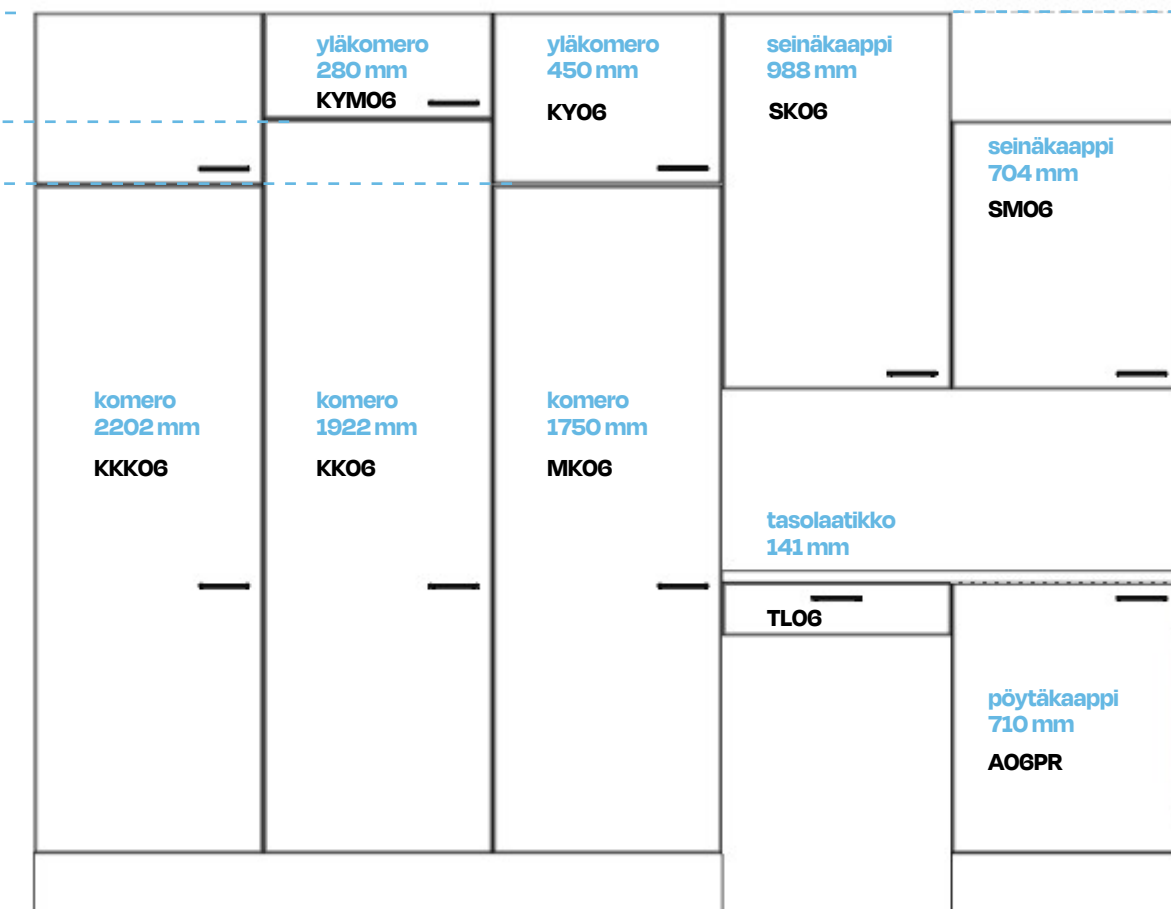 yläkomero
280 mm
KYM06
yläkomero
450 mm
KY06
seinäkaappi
988 mm
SK06
seinäkaappi
704 mm
SM06
komero
2202 mm
KKK06
komero
1922 mm
KK06
komero
1750 mm
MK06
tasolaatikko
141 mm
TL06
pöytäkaappi
710 mm
A06PR